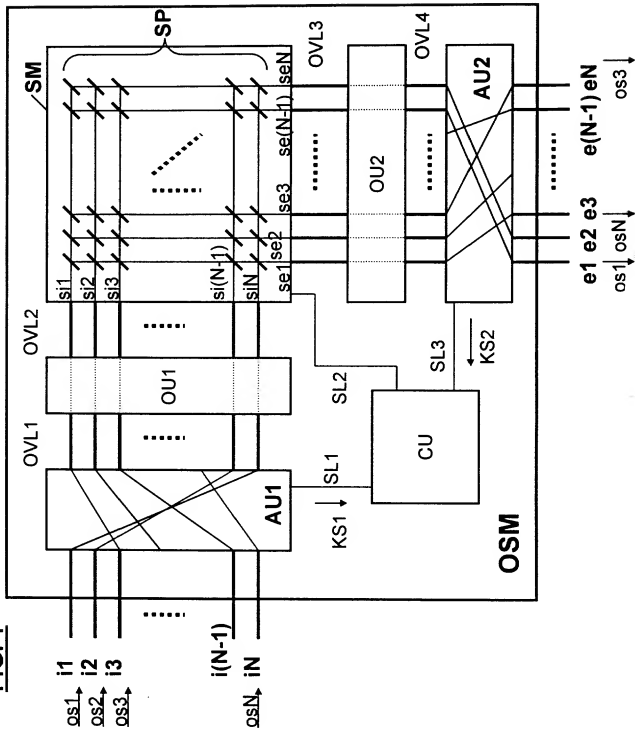 SM
SP
OVL2
OVL1
si1
si2
si3
si(N-1)
siN
se1
se2
se3
se(N-1)
seN
OVL3
OVL4
OU1
OU2
AU1
AU2
SL1
SL2
SL3
KS1
KS2
CU
OSM
i1
i2
i3
i(N-1)
iN
os1
os2
os3
osN
e1 e2 e3
e(N-1) eN
os1
osN
os3